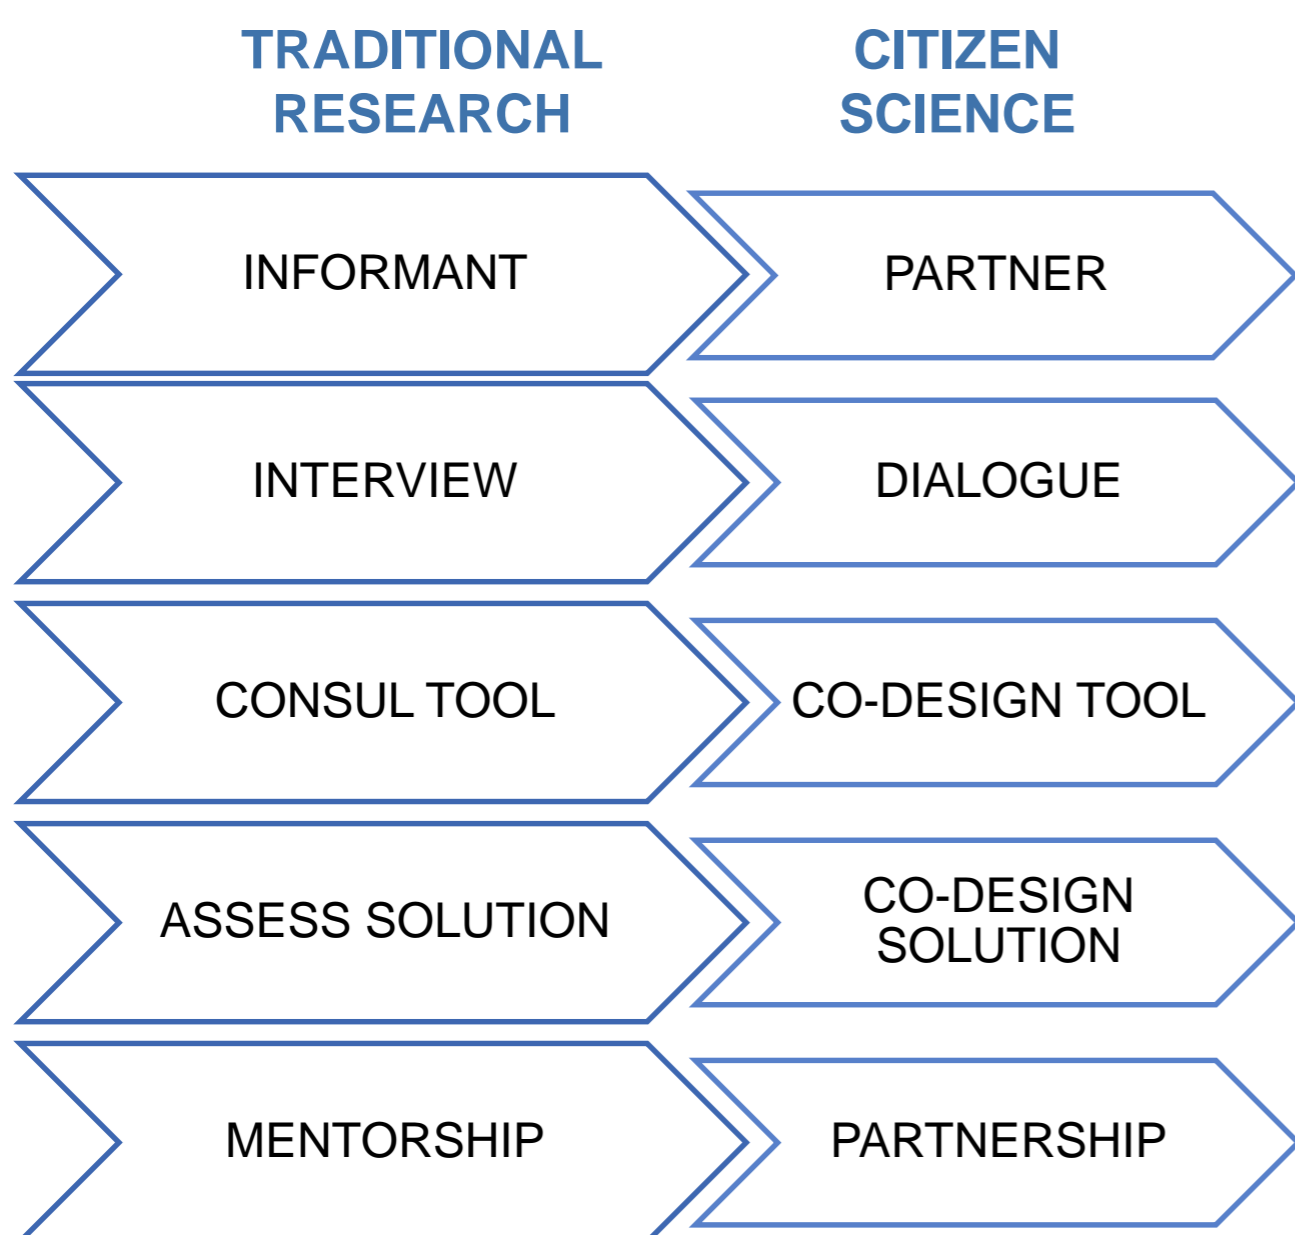 TRADITIONAL
RESEARCH
CITIZEN
SCIENCE
INFORMANT
PARTNER
INTERVIEW
DIALOGUE
CONSUL TOOL
CO-DESIGN TOOL
ASSESS SOLUTION
CO-DESIGN
SOLUTION
MENTORSHIP
PARTNERSHIP